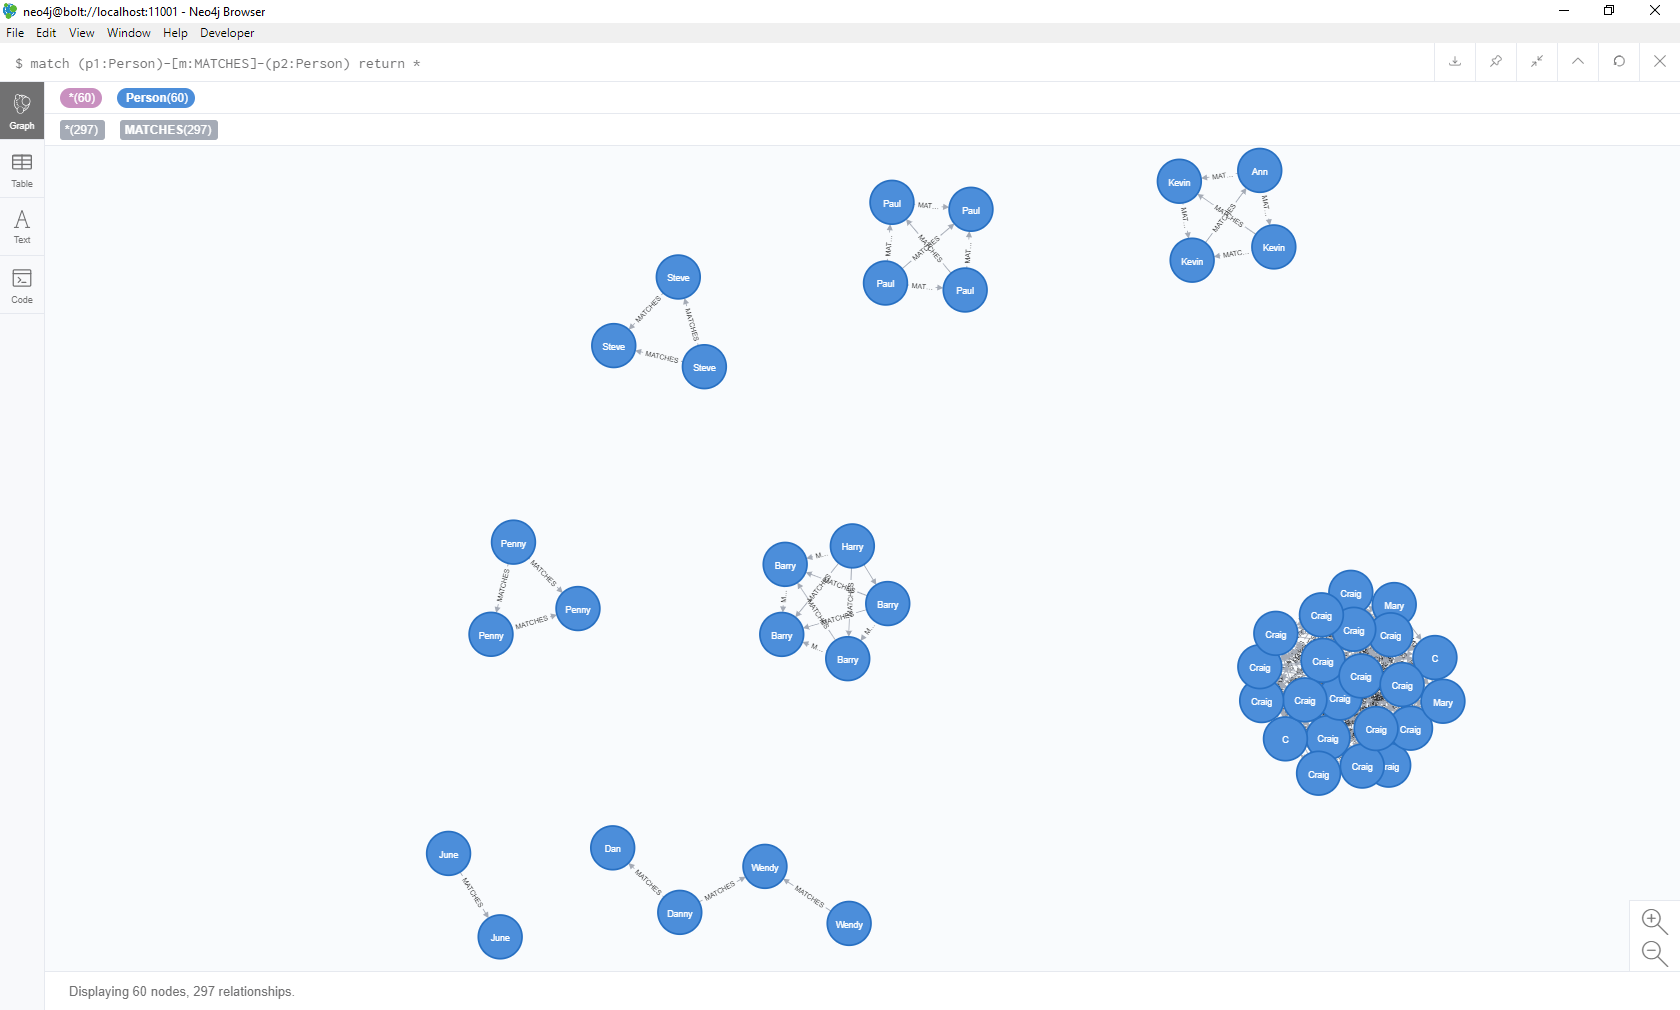 neo4j@bolt://localhost:11001 - Neo4j Browser
File Edit View Window Help Developer
$ match (p1:Person)-[m:MATCHES]-(p2:Person) return *
*(60) Person(60)
*(297) MATCHES(297)
Graph
Table
Text
Code
Kevin MAT... Ann
MAT... MATCHES MATCHES MAT...
Kevin MATC... Kevin
Paul MAT... Paul
MAT... MATCHES MATCHES MAT...
Paul MAT... Paul
Steve
MATCHES MATCHES
Steve MATCHES Steve
Penny
MATCHES MATCHES
Penny MATCHES Penny
Harry
Barry M...
MATCHES
Barry
M... MATCHES MATCHES MATCHES
MATCHES
Barry M... M...
Barry
Craig
Mary
Craig
Craig
Craig
Craig
C
Craig
Craig
Craig
Craig
Craig
Craig
Craig
Mary
Craig
Craig
C
Craig
Craig
raig
Craig
June
MATCHES
June
Dan
MATCHES
Danny
MATCHES
Wendy
MATCHES
Wendy
Displaying 60 nodes, 297 relationships.